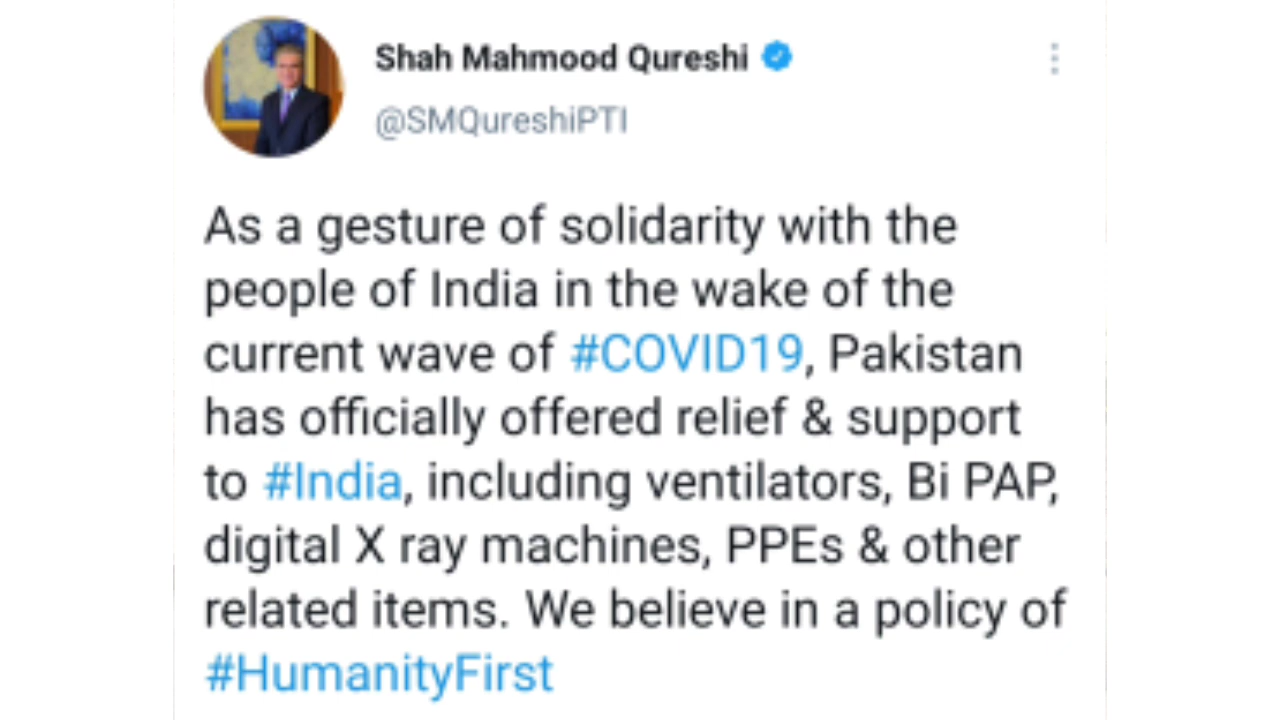 Shah Mahmood Qureshi
@SMQureshiPTI
As a gesture of solidarity with the
people of India in the wake of the
current wave of #COVID19, Pakistan
has officially offered relief & support
to #India, including ventilators, Bi PAP,
digital X ray machines, PPEs & other
related items. We believe in a policy of
#HumanityFirst